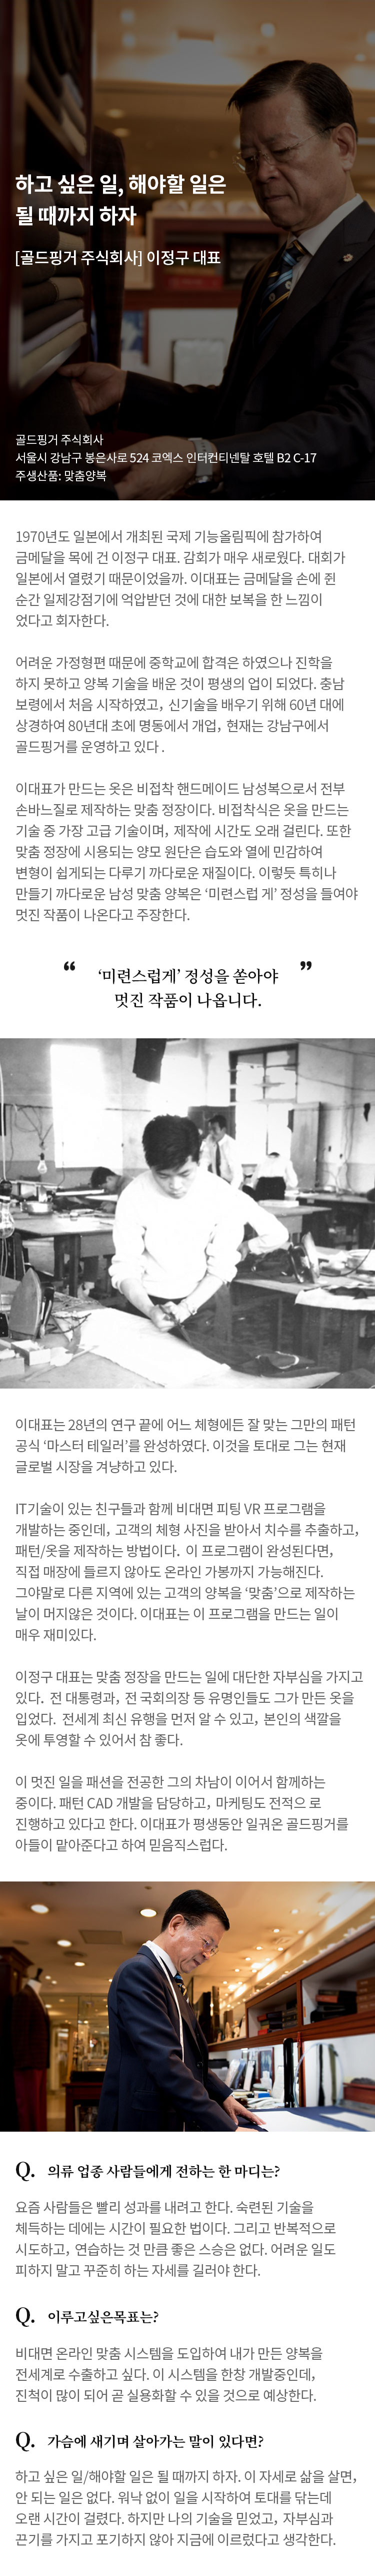 하고 싶은 일, 해야할 일은
될 때까지 하자
[골드핑거 주식회사] 이정구 대표
골드핑거 주식회사
서울시 강남구 봉은사로 524 코엑스 인터컨티넨탈 호텔 B2 C-17
주생산품: 맞춤양복
1970년도 일본에서 개최된 국제 기능올림픽에 참가하여
금메달을 목에 건 이정구 대표. 감회가 매우 새로웠다. 대회가
일본에서 열렸기 때문이었을까. 이대표는 금메달을 손에 쥔
순간 일제강점기에 억압받던 것에 대한 보복을 한 느낌이
었다고 회자한다.
어려운 가정형편 때문에 중학교에 합격은 하였으나 진학을
하지 못하고 양복 기술을 배운 것이 평생의 업이 되었다. 충남
보령에서 처음 시작하였고, 신기술을 배우기 위해 60년 대에
상경하여 80년대 초에 명동에서 개업, 현재는 강남구에서
골드핑거를 운영하고 있다 .
이대표가 만드는 옷은 비접착 핸드메이드 남성복으로서 전부
손바느질로 제작하는 맞춤 정장이다. 비접착식은 옷을 만드는
기술 중 가장 고급 기술이며, 제작에 시간도 오래 걸린다. 또한
맞춤 정장에 시용되는 양모 원단은 습도와 열에 민감하여
변형이 쉽게되는 다루기 까다로운 재질이다. 이렇듯 특히나
만들기 까다로운 남성 맞춤 양복은 ‘미련스럽 게’ 정성을 들여야
멋진 작품이 나온다고 주장한다.
“ ‘미련스럽게’ 정성을 쏟아야 ”
멋진 작품이 나옵니다.
이대표는 28년의 연구 끝에 어느 체형에든 잘 맞는 그만의 패턴
공식 ‘마스터 테일러’를 완성하였다. 이것을 토대로 그는 현재
글로벌 시장을 겨냥하고 있다.
IT기술이 있는 친구들과 함께 비대면 피팅 VR 프로그램을
개발하는 중인데, 고객의 체형 사진을 받아서 치수를 추출하고,
패턴/옷을 제작하는 방법이다. 이 프로그램이 완성된다면,
직접 매장에 들르지 않아도 온라인 가봉까지 가능해진다.
그야말로 다른 지역에 있는 고객의 양복을 ‘맞춤’으로 제작하는
날이 머지않은 것이다. 이대표는 이 프로그램을 만드는 일이
매우 재미있다.
이정구 대표는 맞춤 정장을 만드는 일에 대단한 자부심을 가지고
있다. 전 대통령과, 전 국회의장 등 유명인들도 그가 만든 옷을
입었다. 전세계 최신 유행을 먼저 알 수 있고, 본인의 색깔을
옷에 투영할 수 있어서 참 좋다.
이 멋진 일을 패션을 전공한 그의 차남이 이어서 함께하는
중이다. 패턴 CAD 개발을 담당하고, 마케팅도 전적으 로
진행하고 있다고 한다. 이대표가 평생동안 일궈온 골드핑거를
아들이 맡아준다고 하여 믿음직스럽다.
Q. 의류 업종 사람들에게 전하는 한 마디는?
요즘 사람들은 빨리 성과를 내려고 한다. 숙련된 기술을
체득하는 데에는 시간이 필요한 법이다. 그리고 반복적으로
시도하고, 연습하는 것 만큼 좋은 스승은 없다. 어려운 일도
피하지 말고 꾸준히 하는 자세를 길러야 한다.
Q. 이루고싶은목표는?
비대면 온라인 맞춤 시스템을 도입하여 내가 만든 양복을
전세계로 수출하고 싶다. 이 시스템을 한창 개발중인데,
진척이 많이 되어 곧 실용화할 수 있을 것으로 예상한다.
Q. 가슴에 새기며 살아가는 말이 있다면?
하고 싶은 일/해야할 일은 될 때까지 하자. 이 자세로 삶을 살면,
안 되는 일은 없다. 워낙 없이 일을 시작하여 토대를 닦는데
오랜 시간이 걸렸다. 하지만 나의 기술을 믿었고, 자부심과
끈기를 가지고 포기하지 않아 지금에 이르렀다고 생각한다.